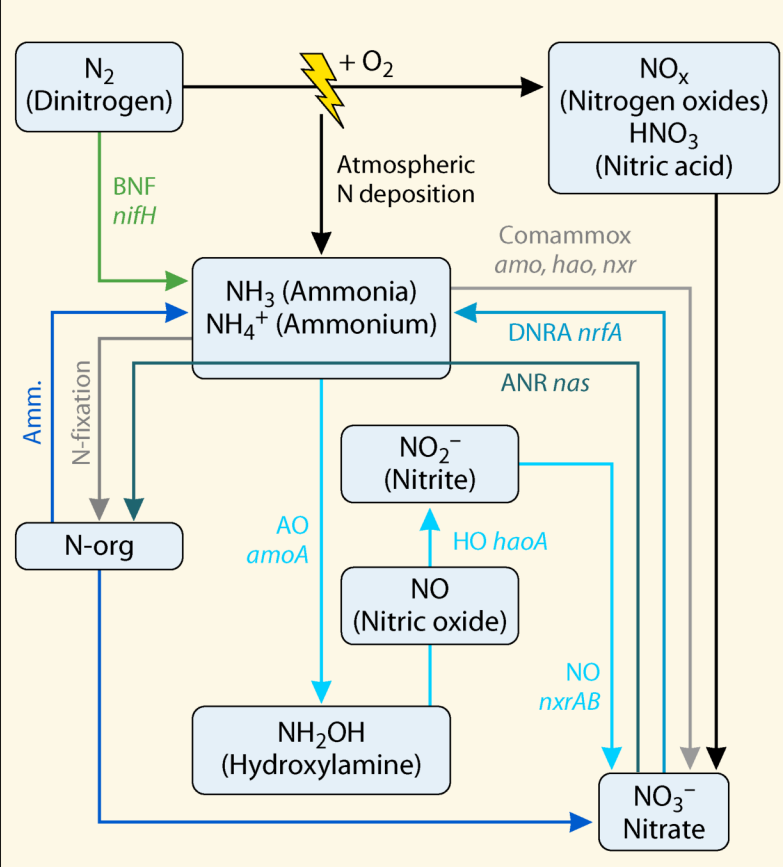 N₂
(Dinitrogen)
+ O₂
NOₓ
(Nitrogen oxides)
HNO₃
(Nitric acid)
BNF
nifH
Atmospheric
N deposition
Comammox
amo, hao, nxr
NH₃ (Ammonia)
NH₄⁺ (Ammonium)
DNRA nrfA
ANR nas
Amm.
N-fixation
NO₂⁻
(Nitrite)
N-org
AO
amoA
HO haoA
NO
(Nitric oxide)
NO
nxrAB
NH₂OH
(Hydroxylamine)
NO₃⁻
Nitrate